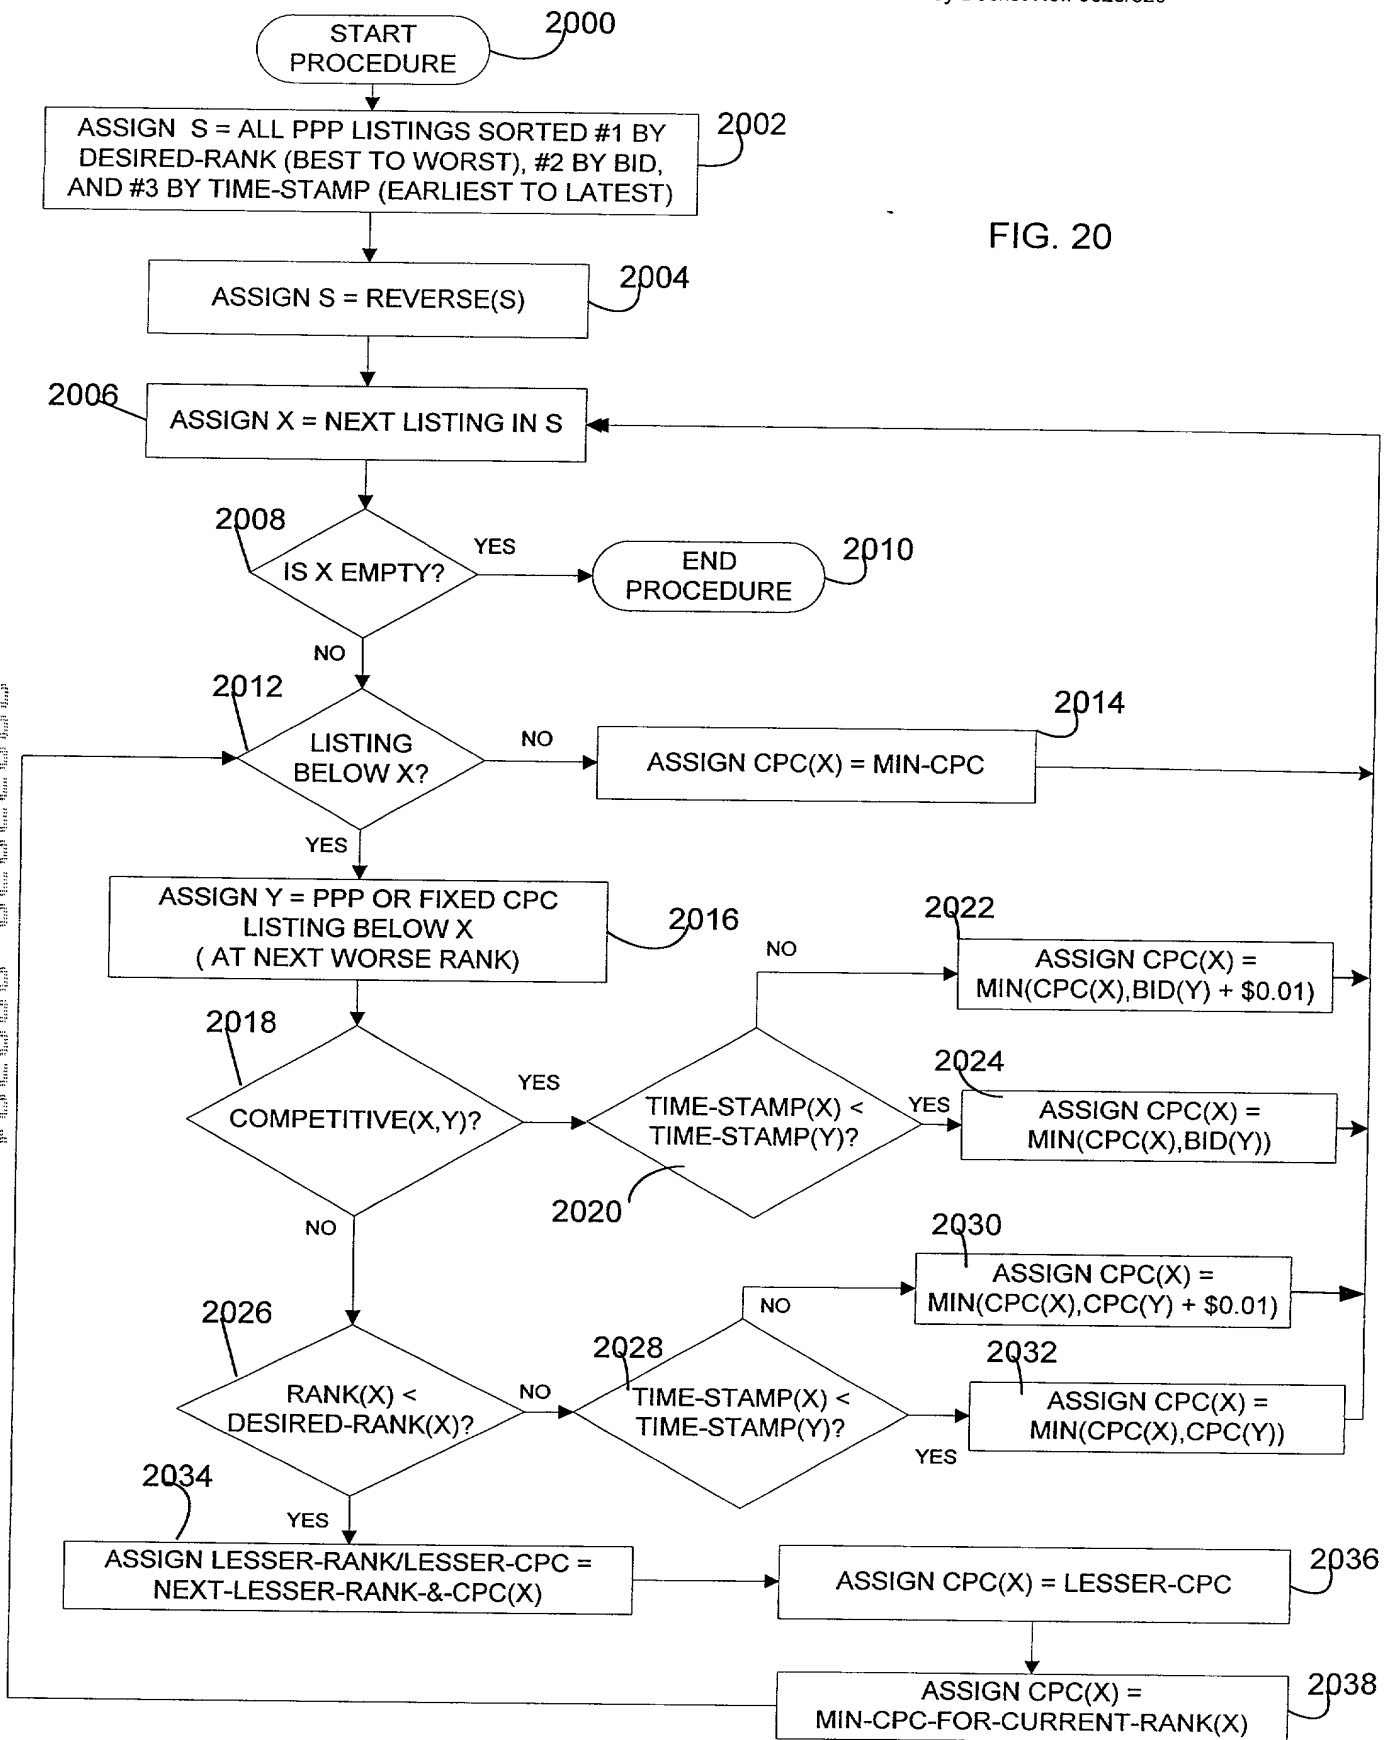 START
PROCEDURE
2000
ASSIGN S = ALL PPP LISTINGS SORTED #1 BY
DESIRED-RANK (BEST TO WORST), #2 BY BID,
AND #3 BY TIME-STAMP (EARLIEST TO LATEST)
2002
FIG. 20
ASSIGN S = REVERSE(S)
2004
2006
ASSIGN X = NEXT LISTING IN S
2008
IS X EMPTY?
YES
END
PROCEDURE
2010
NO
2012
LISTING
BELOW X?
NO
ASSIGN CPC(X) = MIN-CPC
2014
YES
ASSIGN Y = PPP OR FIXED CPC
LISTING BELOW X
( AT NEXT WORSE RANK)
2016
NO
2022
ASSIGN CPC(X) =
MIN(CPC(X),BID(Y) + $0.01)
2018
COMPETITIVE(X,Y)?
YES
TIME-STAMP(X) <
TIME-STAMP(Y)?
2020
YES
2024
ASSIGN CPC(X) =
MIN(CPC(X),BID(Y))
NO
2030
ASSIGN CPC(X) =
MIN(CPC(X),CPC(Y) + $0.01)
NO
2026
RANK(X) <
DESIRED-RANK(X)?
NO
2028
TIME-STAMP(X) <
TIME-STAMP(Y)?
YES
2032
ASSIGN CPC(X) =
MIN(CPC(X),CPC(Y))
YES
2034
ASSIGN LESSER-RANK/LESSER-CPC =
NEXT-LESSER-RANK-&-CPC(X)
ASSIGN CPC(X) = LESSER-CPC
2036
ASSIGN CPC(X) =
MIN-CPC-FOR-CURRENT-RANK(X)
2038